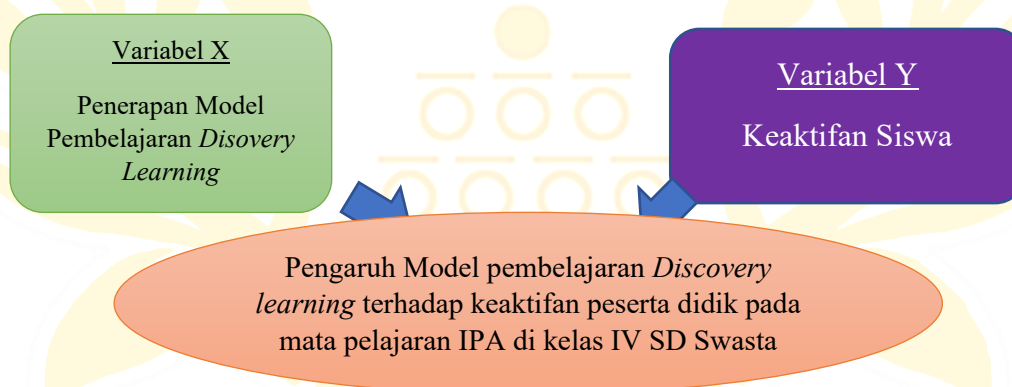 Variabel X
Penerapan Model
Pembelajaran Disovery
Learning
Variabel Y
Keaktifan Siswa
Pengaruh Model pembelajaran Discovery
learning terhadap keaktifan peserta didik pada
mata pelajaran IPA di kelas IV SD Swasta